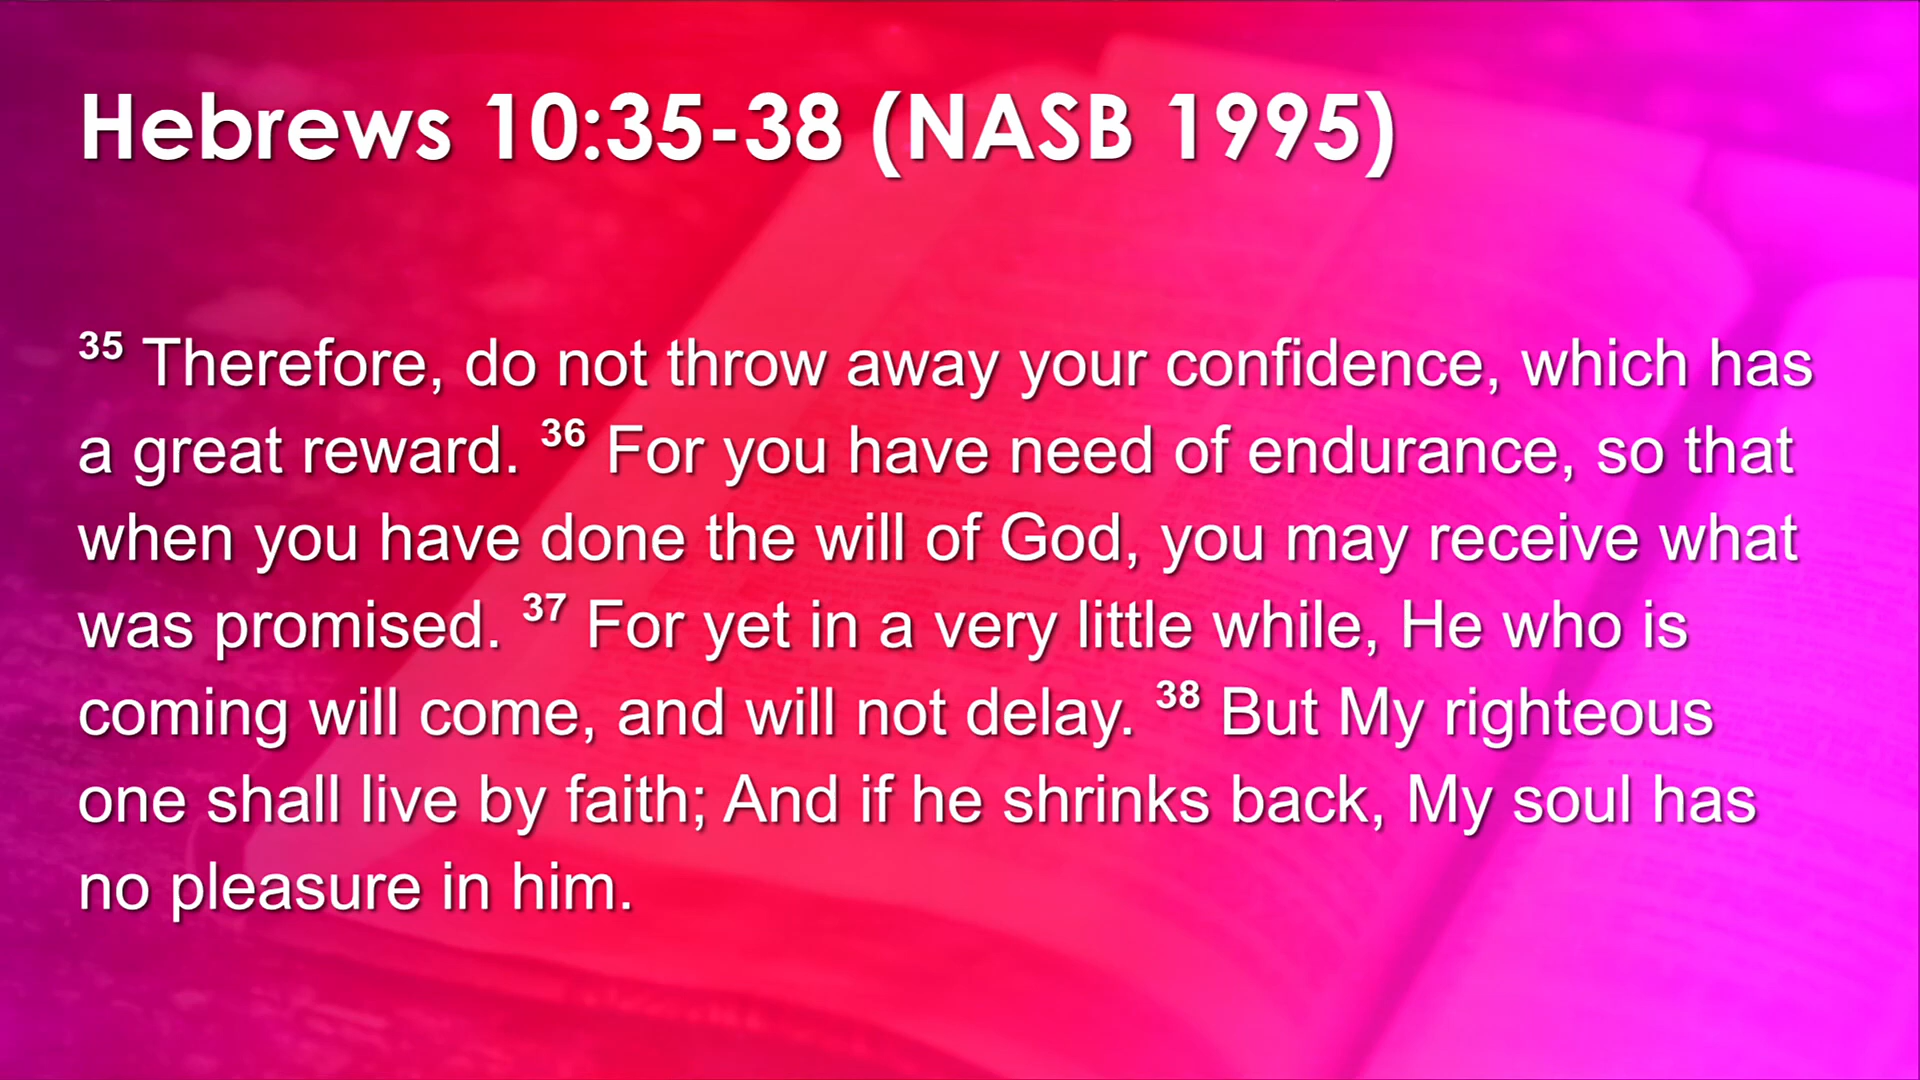 Hebrews 10:35-38 (NASB 1995)
35 Therefore, do not throw away your confidence, which has
a great reward. 36 For you have need of endurance, so that
when you have done the will of God, you may receive what
was promised. 37 For yet in a very little while, He who is
coming will come, and will not delay. 38 But My righteous
one shall live by faith; And if he shrinks back, My soul has
no pleasure in him.